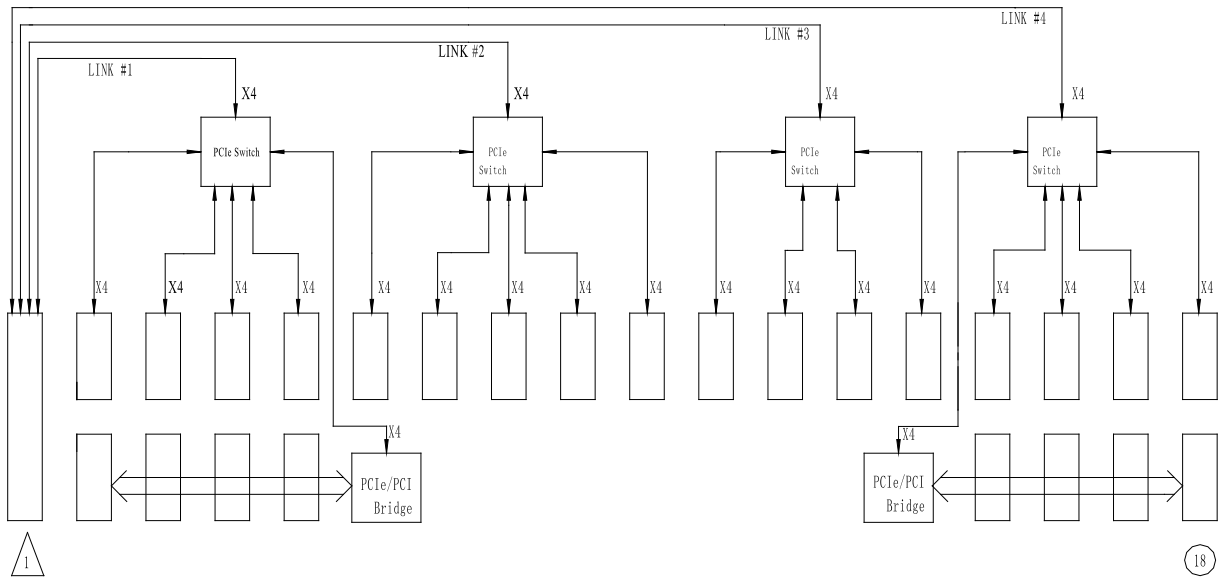 LINK #4
LINK #3
LINK #2
LINK #1
X4 X4 X4 X4
PCIe Switch
PCIe
Switch
PCIe
Switch
PCIe
Switch
X4 X4 X4 X4 X4 X4 X4 X4 X4 X4 X4 X4 X4 X4 X4 X4 X4
X4 X4
PCIe/PCI
Bridge
PCIe/PCI
Bridge
1 18